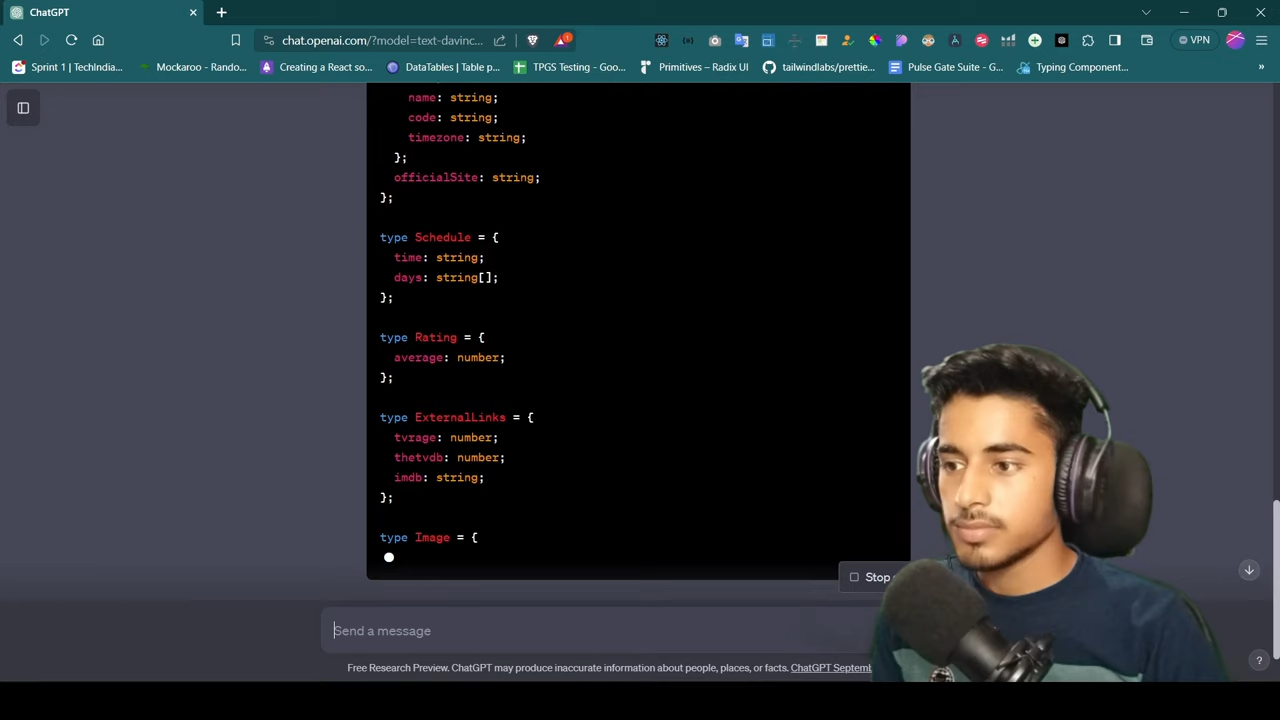 ChatGPT
chat.openai.com/?model=text-davinc...
1
VPN
Sprint 1 | TechIndia...
Mockaroo - Rando...
Creating a React so...
DataTables | Table p...
TPGS Testing - Goo...
Primitives – Radix UI
tailwindlabs/prettie...
Pulse Gate Suite - G...
Typing Component...
»
name: string;
code: string;
timezone: string;
};
officialSite: string;
};
type Schedule = {
time: string;
days: string[];
};
type Rating = {
average: number;
};
type ExternalLinks = {
tvrage: number;
thetvdb: number;
imdb: string;
};
type Image = {
Stop
Send a message
Free Research Preview. ChatGPT may produce inaccurate information about people, places, or facts. ChatGPT Septemb
?